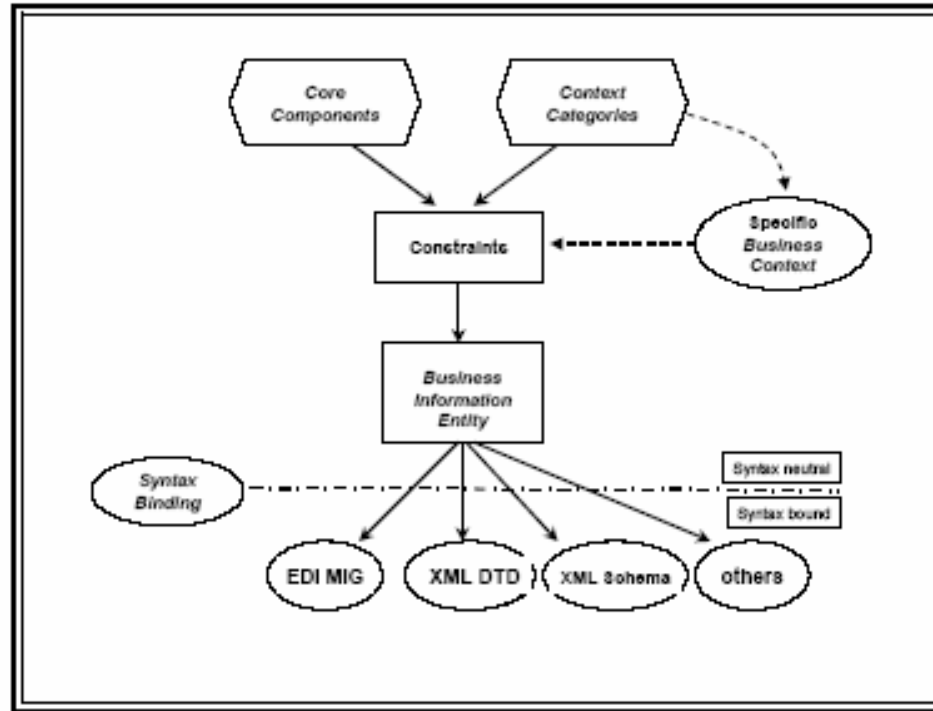 Core
Components
Context
Categories
Specific
Business
Context
Constraints
Business
Information
Entity
Syntax
Binding
Syntax neutral
Syntax bound
EDI MIG
XML DTD
XML Schema
others